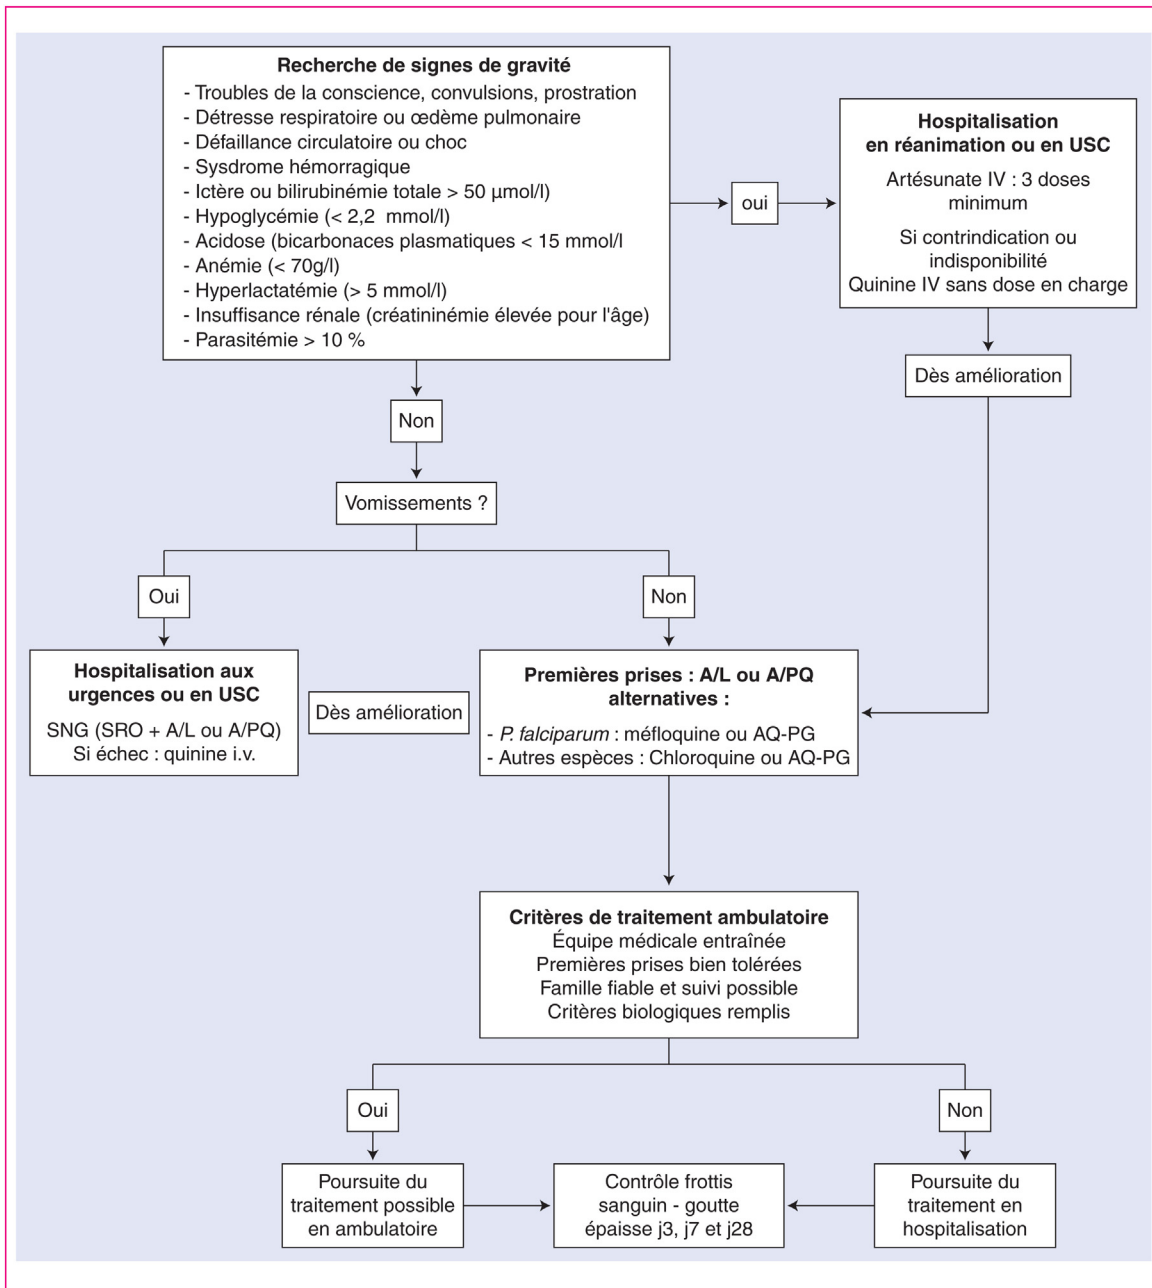 Recherche de signes de gravité
- Troubles de la conscience, convulsions, prostration
- Détresse respiratoire ou œdème pulmonaire
- Défaillance circulatoire ou choc
- Sysdrome hémorragique
- Ictère ou bilirubinémie totale > 50 µmol/l)
- Hypoglycémie (< 2,2 mmol/l)
- Acidose (bicarbonaces plasmatiques < 15 mmol/l
- Anémie (< 70g/l)
- Hyperlactatémie (> 5 mmol/l)
- Insuffisance rénale (créatininémie élevée pour l'âge)
- Parasitémie > 10 %
oui
Hospitalisation
en réanimation ou en USC
Artésunate IV : 3 doses
minimum
Si contrindication ou
indisponibilité
Quinine IV sans dose en charge
Dès amélioration
Non
Vomissements ?
Oui
Non
Hospitalisation aux
urgences ou en USC
SNG (SRO + A/L ou A/PQ)
Si échec : quinine i.v.
Dès amélioration
Premières prises : A/L ou A/PQ
alternatives :
- P. falciparum : méfloquine ou AQ-PG
- Autres espèces : Chloroquine ou AQ-PG
Critères de traitement ambulatoire
Équipe médicale entraînée
Premières prises bien tolérées
Famille fiable et suivi possible
Critères biologiques remplis
Oui
Non
Poursuite du
traitement possible
en ambulatoire
Contrôle frottis
sanguin - goutte
épaisse j3, j7 et j28
Poursuite du
traitement en
hospitalisation